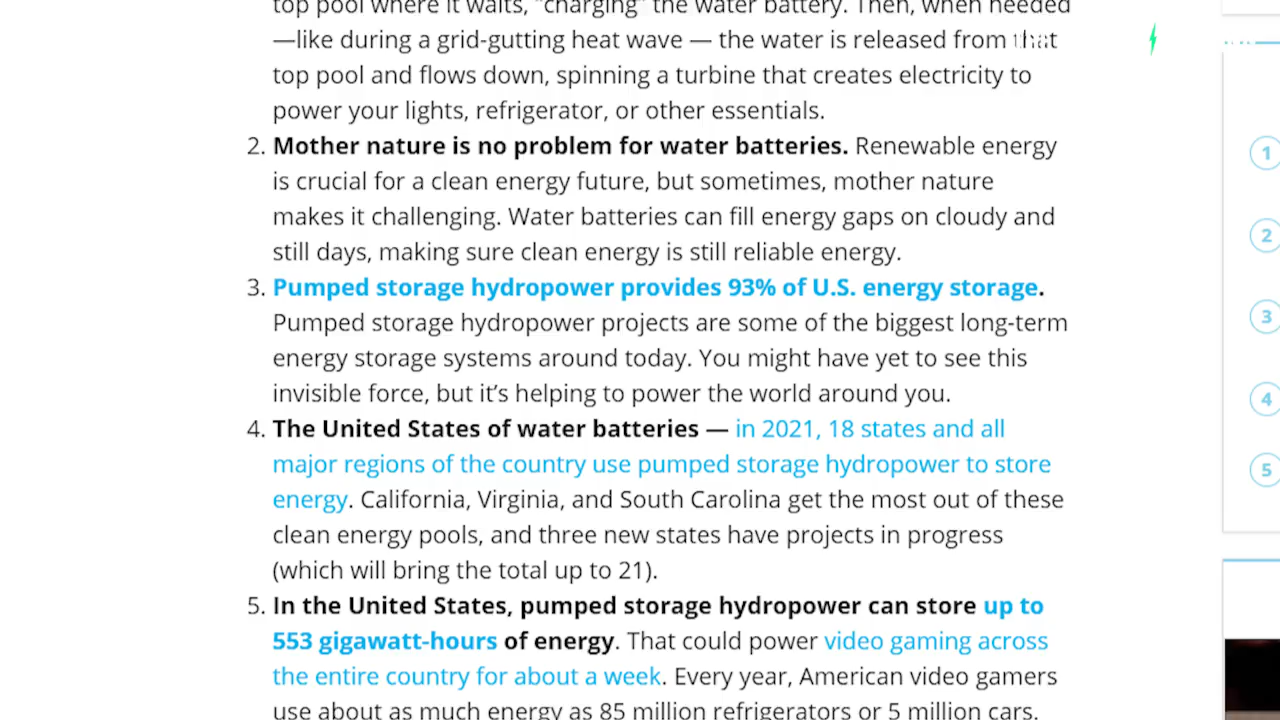 top pool where it waits, "charging" the water battery. Then, when needed
—like during a grid-gutting heat wave — the water is released from that
top pool and flows down, spinning a turbine that creates electricity to
power your lights, refrigerator, or other essentials.
2. Mother nature is no problem for water batteries. Renewable energy
is crucial for a clean energy future, but sometimes, mother nature
makes it challenging. Water batteries can fill energy gaps on cloudy and
still days, making sure clean energy is still reliable energy.
3. Pumped storage hydropower provides 93% of U.S. energy storage.
Pumped storage hydropower projects are some of the biggest long-term
energy storage systems around today. You might have yet to see this
invisible force, but it’s helping to power the world around you.
4. The United States of water batteries — in 2021, 18 states and all
major regions of the country use pumped storage hydropower to store
energy. California, Virginia, and South Carolina get the most out of these
clean energy pools, and three new states have projects in progress
(which will bring the total up to 21).
5. In the United States, pumped storage hydropower can store up to
553 gigawatt-hours of energy. That could power video gaming across
the entire country for about a week. Every year, American video gamers
use about as much energy as 85 million refrigerators or 5 million cars.
1
2
3
4
5